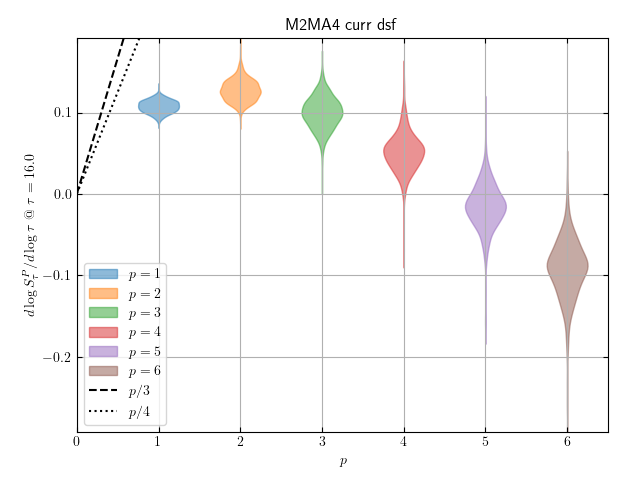 M2MA4 curr dsf
d log S_τ^P / d log τ @ τ = 16.0
0.1
0.0
−0.1
−0.2
p = 1
p = 2
p = 3
p = 4
p = 5
p = 6
p/3
p/4
0 1 2 3 4 5 6
p